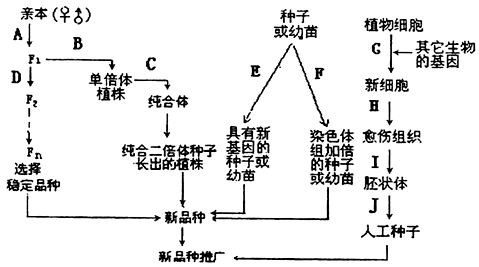 亲本(♀♂)
A
F₁
B
单倍体
植株
C
纯合体
纯合二倍体种子
长出的植株
D
F₂
Fn
选择
稳定品种
种子
或幼苗
E
F
具有新
基因的
种子或
幼苗
染色体
组加倍
的种子
或幼苗
新品种
新品种推广
植物细胞
G
其它生物
的基因
新细胞
H
愈伤组织
I
胚状体
J
人工种子